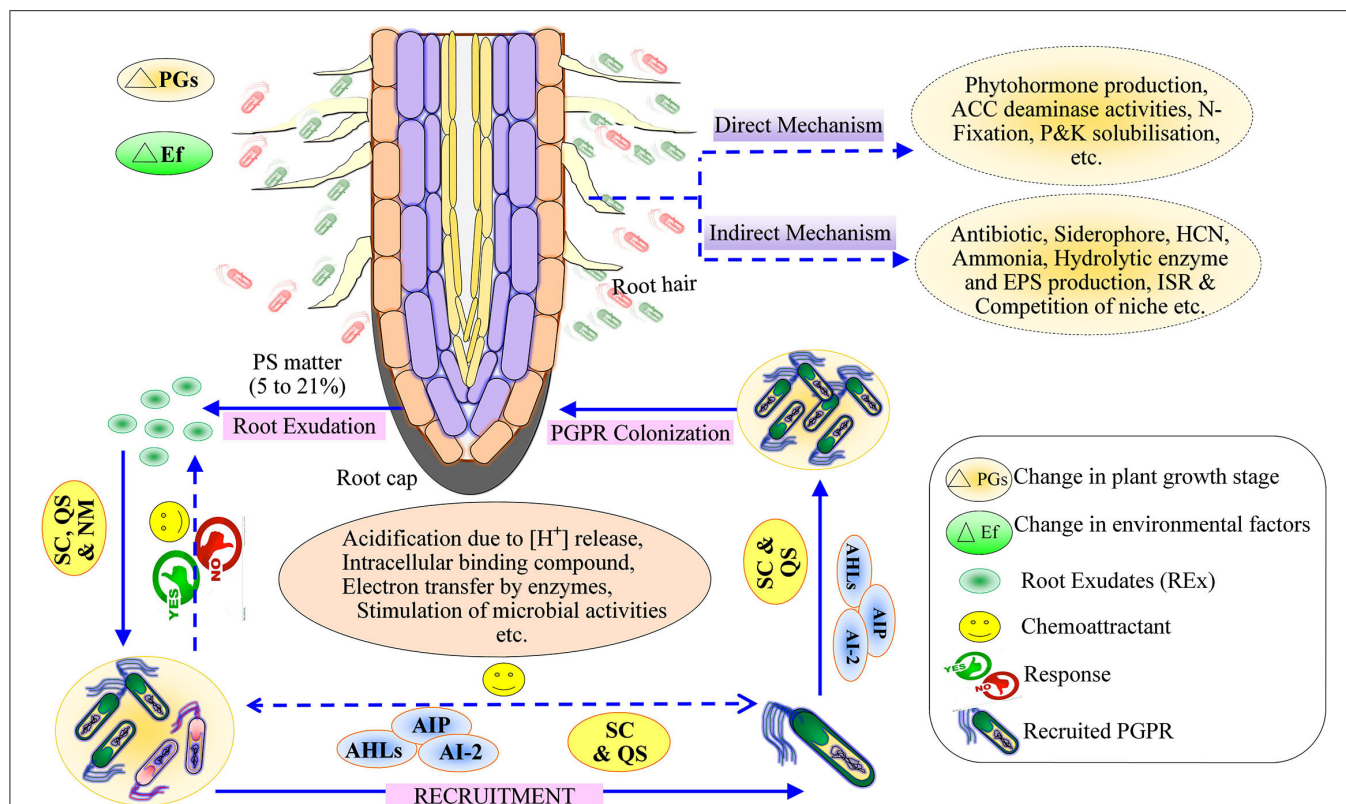 △ PGs
△ Ef
Direct Mechanism
Phytohormone production,
ACC deaminase activities, N-
Fixation, P&K solubilisation,
etc.
Indirect Mechanism
Antibiotic, Siderophore, HCN,
Ammonia, Hydrolytic enzyme
and EPS production, ISR &
Competition of niche etc.
Root hair
PS matter
(5 to 21%)
Root Exudation
PGPR Colonization
Root cap
SC, QS
& NM
YES
NO
Acidification due to [H⁺] release,
Intracellular binding compound,
Electron transfer by enzymes,
Stimulation of microbial activities
etc.
SC &
QS
AHLs
AIP
AI-2
AHLs
AIP
AI-2
SC
& QS
RECRUITMENT
△ PGs
Change in plant growth stage
△ Ef
Change in environmental factors
Root Exudates (REx)
Chemoattractant
YES
NO
Response
Recruited PGPR